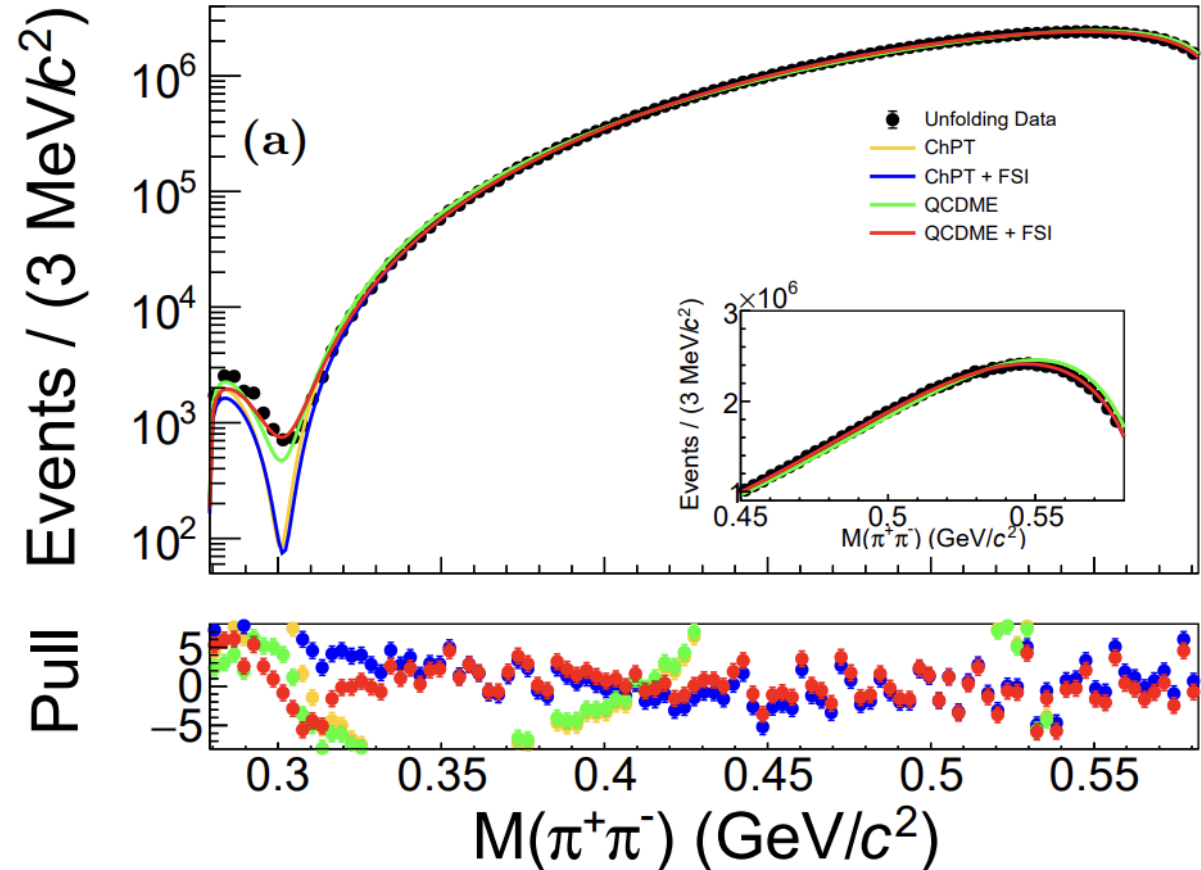 Events / (3 MeV/c²)
10⁶
10⁵
10⁴
10³
10²
(a)
Unfolding Data
ChPT
ChPT + FSI
QCDME
QCDME + FSI
Events / (3 MeV/c²)
×10⁶
3
2
1
0.45 0.5 0.55
M(π⁺π⁻) (GeV/c²)
Pull
5
0
−5
0.3 0.35 0.4 0.45 0.5 0.55
M(π⁺π⁻) (GeV/c²)